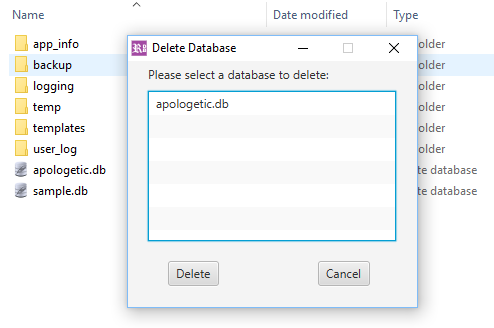 Name Date modified Type
Delete Database
Please select a database to delete:
apologetic.db
Delete Cancel
app_info older
backup older
logging older
temp older
templates older
user_log older
apologetic.db te database
sample.db te database